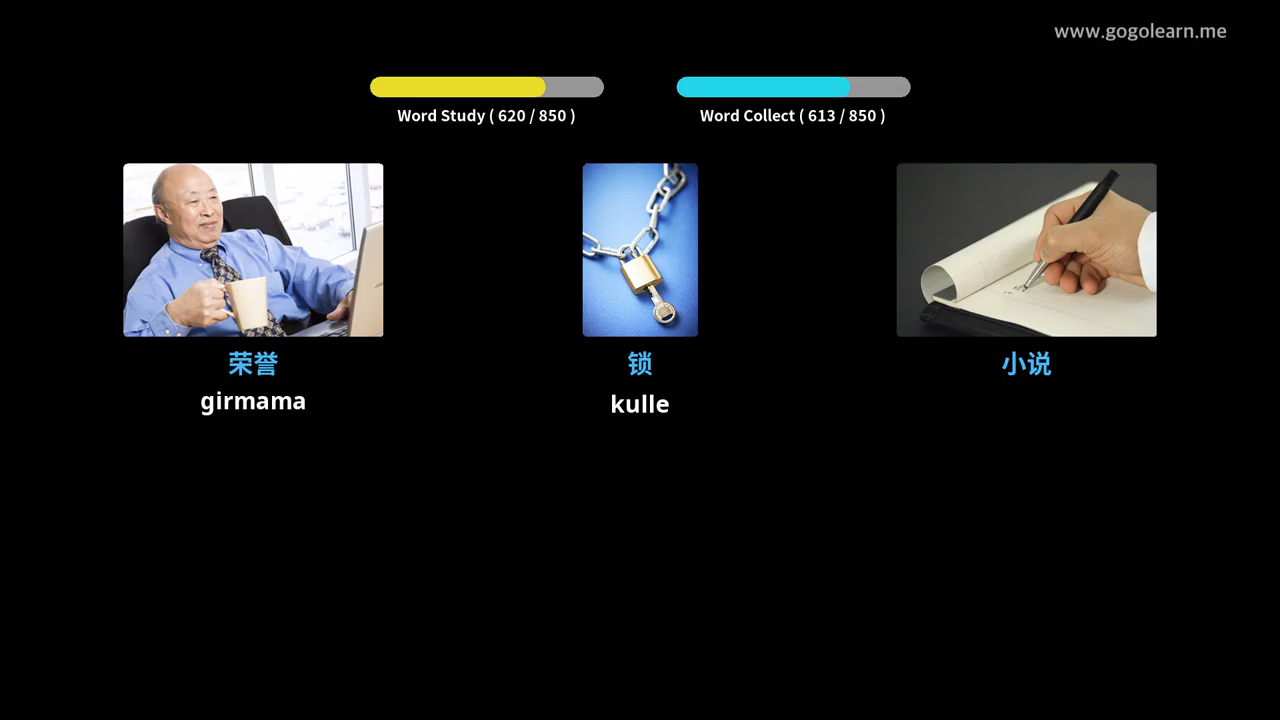 www.gogolearn.me
Word Study ( 620 / 850 )
Word Collect ( 613 / 850 )
荣誉
girmama
锁
kulle
小说